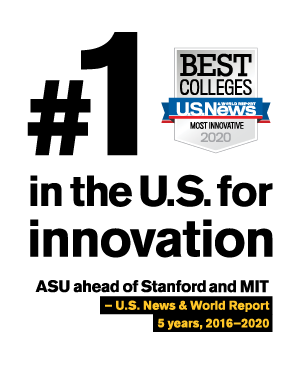 #1
BEST
COLLEGES
U.S.News
& WORLD REPORT
MOST INNOVATIVE
2020
in the U.S. for
innovation
ASU ahead of Stanford and MIT
– U.S. News & World Report
5 years, 2016–2020